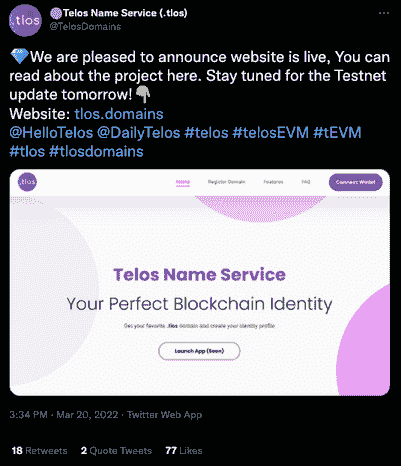 .tlos
Telos Name Service (.tlos)
@TelosDomains
💎We are pleased to announce website is live, You can
read about the project here. Stay tuned for the Testnet
update tomorrow!👇
Website: tlos.domains
@HelloTelos @DailyTelos #telos #telosEVM #tEVM
#tlos #tlosdomains
.tlos Home Register Domain Features FAQ Connect Wallet
Telos Name Service
Your Perfect Blockchain Identity
Get your favorite .tlos domain and create your identity profile
Launch App (Soon)
3:34 PM · Mar 20, 2022 · Twitter Web App
18 Retweets 2 Quote Tweets 77 Likes